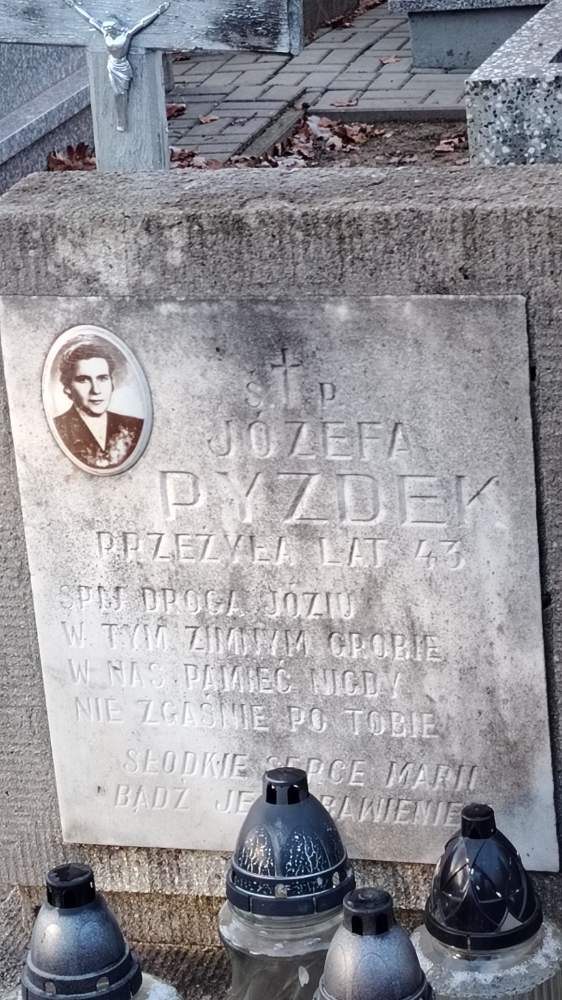 Ś. P.
JÓZEFA
PYZDEK
PRZEŻYŁA LAT 43
ŚPIJ DROGA JÓZIU
W TYM ZIMNYM GROBIE
W NAS PAMIĘĆ NIGDY
NIE ZGAŚNIE PO TOBIE
SŁODKIE SERCE MARII
BĄDŹ